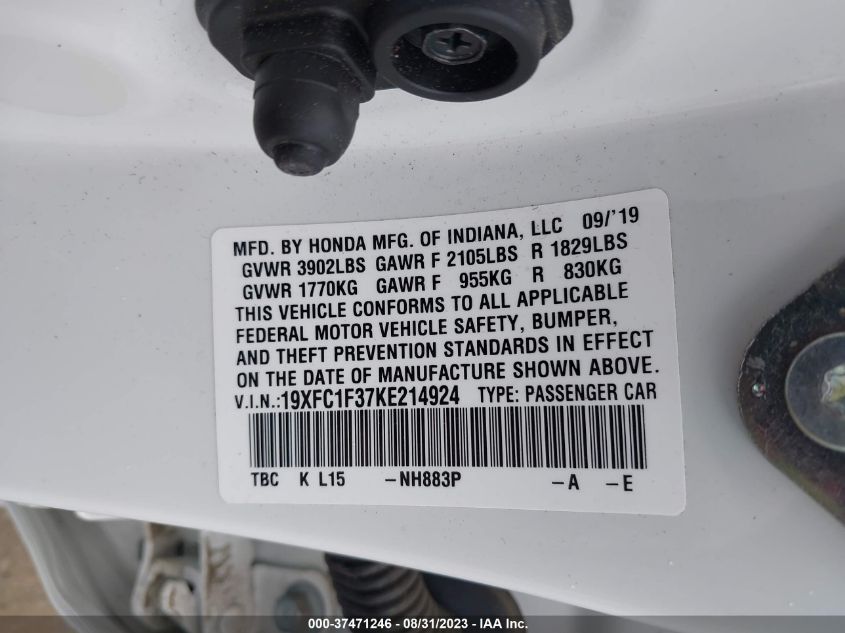 MFD. BY HONDA MFG. OF INDIANA, LLC 09/'19
GVWR 3902LBS GAWR F 2105LBS R 1829LBS
GVWR 1770KG GAWR F 955KG R 830KG
THIS VEHICLE CONFORMS TO ALL APPLICABLE
FEDERAL MOTOR VEHICLE SAFETY, BUMPER,
AND THEFT PREVENTION STANDARDS IN EFFECT
ON THE DATE OF MANUFACTURE SHOWN ABOVE.
V.I.N.:19XFC1F37KE214924 TYPE: PASSENGER CAR
TBC K L15 -NH883P -A -E
000-37471246 - 08/31/2023 - IAA Inc.